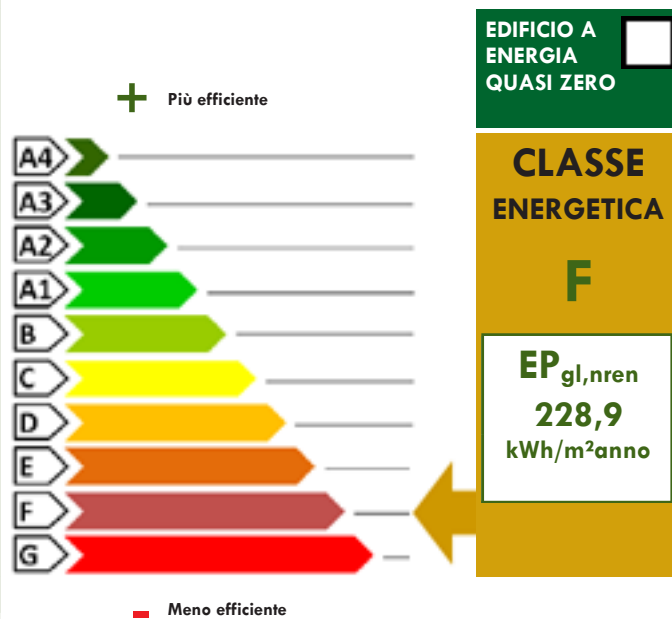 EDIFICIO A
ENERGIA
QUASI ZERO
+ Più efficiente
CLASSE
ENERGETICA
F
EPgl,nren
228,9
kWh/m²anno
A4
A3
A2
A1
B
C
D
E
F
G
- Meno efficiente